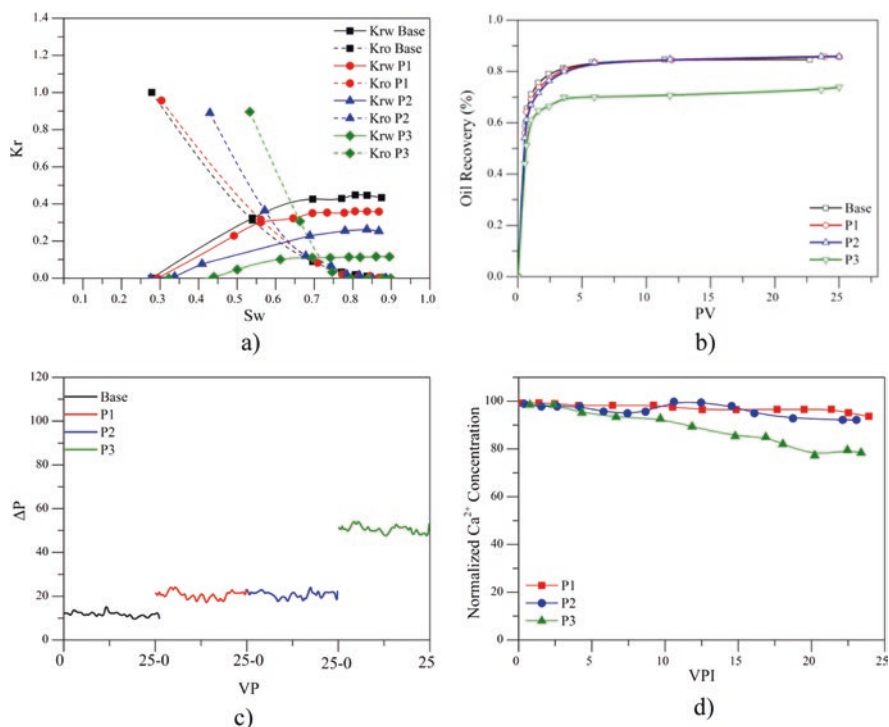 1.4
1.2
1.0
0.8
0.6
0.4
0.2
0.0
Kr
0.1 0.2 0.3 0.4 0.5 0.6 0.7 0.8 0.9 1.0
Sw
Krw Base
Kro Base
Krw P1
Kro P1
Krw P2
Kro P2
Krw P3
Kro P3
a)
1.0
0.8
0.6
0.4
0.2
0.0
Oil Recovery (%)
0 5 10 15 20 25
PV
Base
P1
P2
P3
b)
120
100
80
60
40
20
0
ΔP
0 25-0 25-0 25-0 25
VP
Base
P1
P2
P3
c)
100
80
60
40
20
0
Normalized Ca²⁺ Concentration
0 5 10 15 20 25
VPI
P1
P2
P3
d)